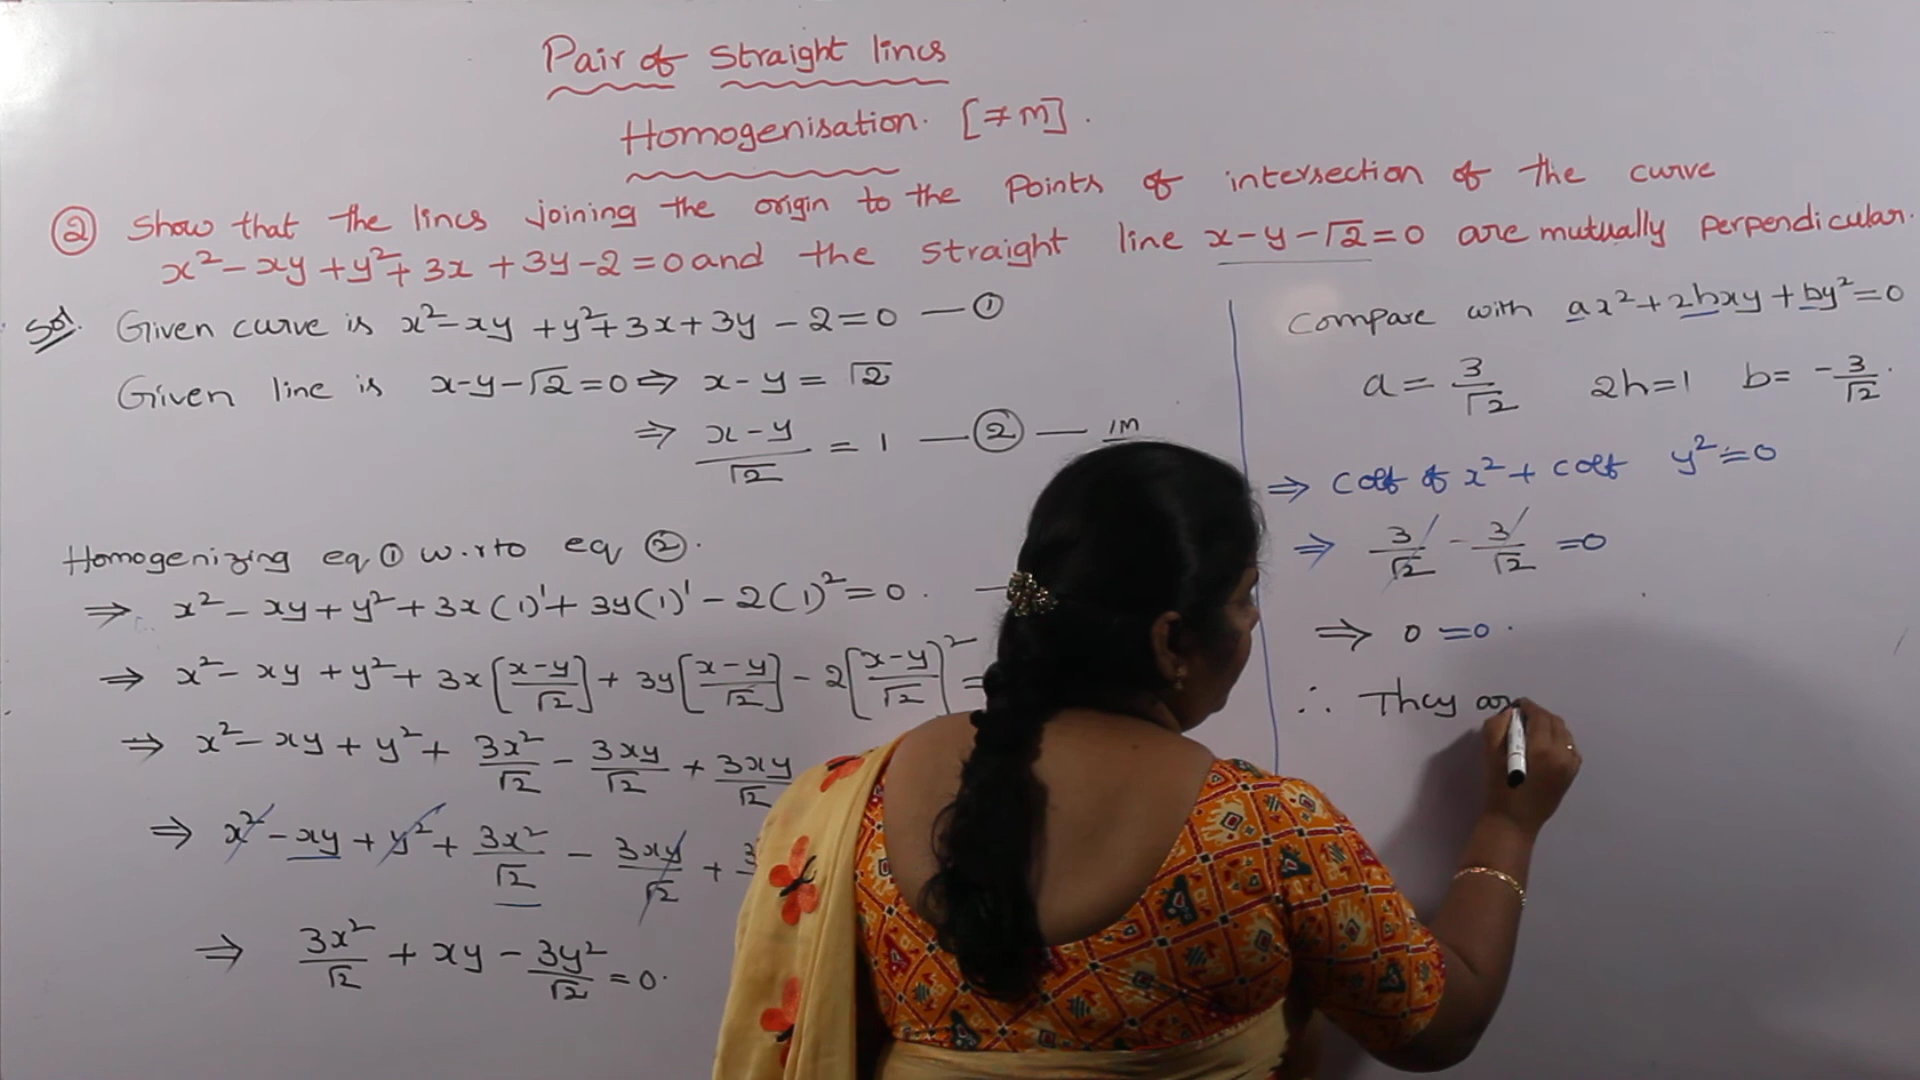 Pair of Straight lines
Homogenisation. [7M].
② Show that the lines joining the origin to the points of intersection of the curve
x²-xy+y²+3x+3y-2=0 and the straight line x-y-√2=0 are mutually perpendicular.
Sol. Given curve is x²-xy+y²+3x+3y-2=0 — ①
Given line is x-y-√2=0 ⇒ x-y=√2
⇒ (x-y)/√2 = 1 — ② — 1M
Homogenizing eq ① w.r to eq ②.
⇒ x²-xy+y²+3x(1)¹+3y(1)¹-2(1)²=0. —
⇒ x²-xy+y²+3x[(x-y)/√2]+3y[(x-y)/√2]-2[(x-y)/√2]²=
⇒ x²-xy+y²+3x²/√2-3xy/√2+3xy/√2
⇒ x²-xy+y²+3x²/√2-3xy/√2+3
⇒ 3x²/√2+xy-3y²/√2=0.
Compare with ax²+2hxy+by²=0
a=3/√2 2h=1 b=-3/√2.
⇒ coff of x²+coff y²=0
⇒ 3/√2-3/√2=0
⇒ 0=0.
∴ They ar